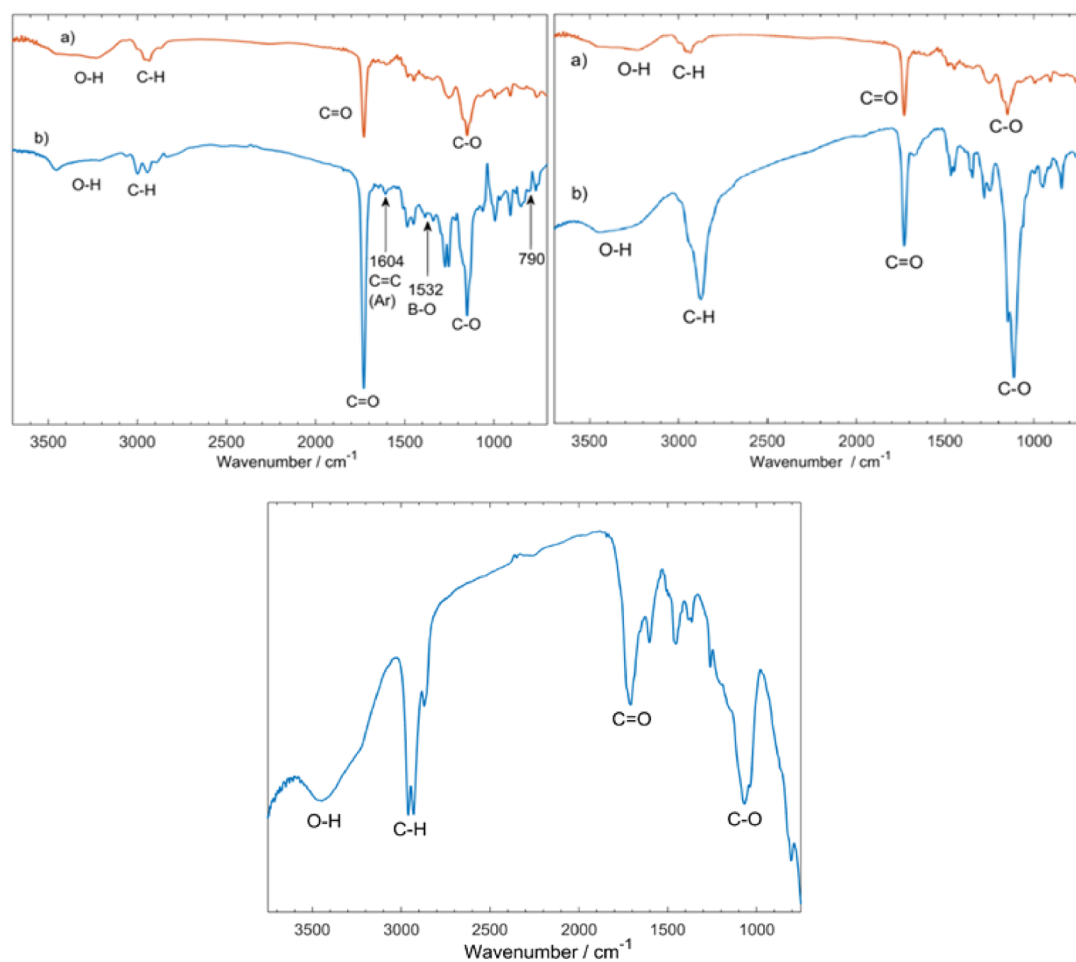 a)
O-H
C-H
C=O
C-O
b)
O-H
C-H
1604
C=C
(Ar)
1532
B-O
790
C-O
C=O
3500 3000 2500 2000 1500 1000
Wavenumber / cm-1
a)
O-H
C-H
C=O
C-O
b)
O-H
C-H
C=O
C-O
3500 3000 2500 2000 1500 1000
Wavenumber / cm-1
O-H
C-H
C=O
C-O
3500 3000 2500 2000 1500 1000
Wavenumber / cm-1